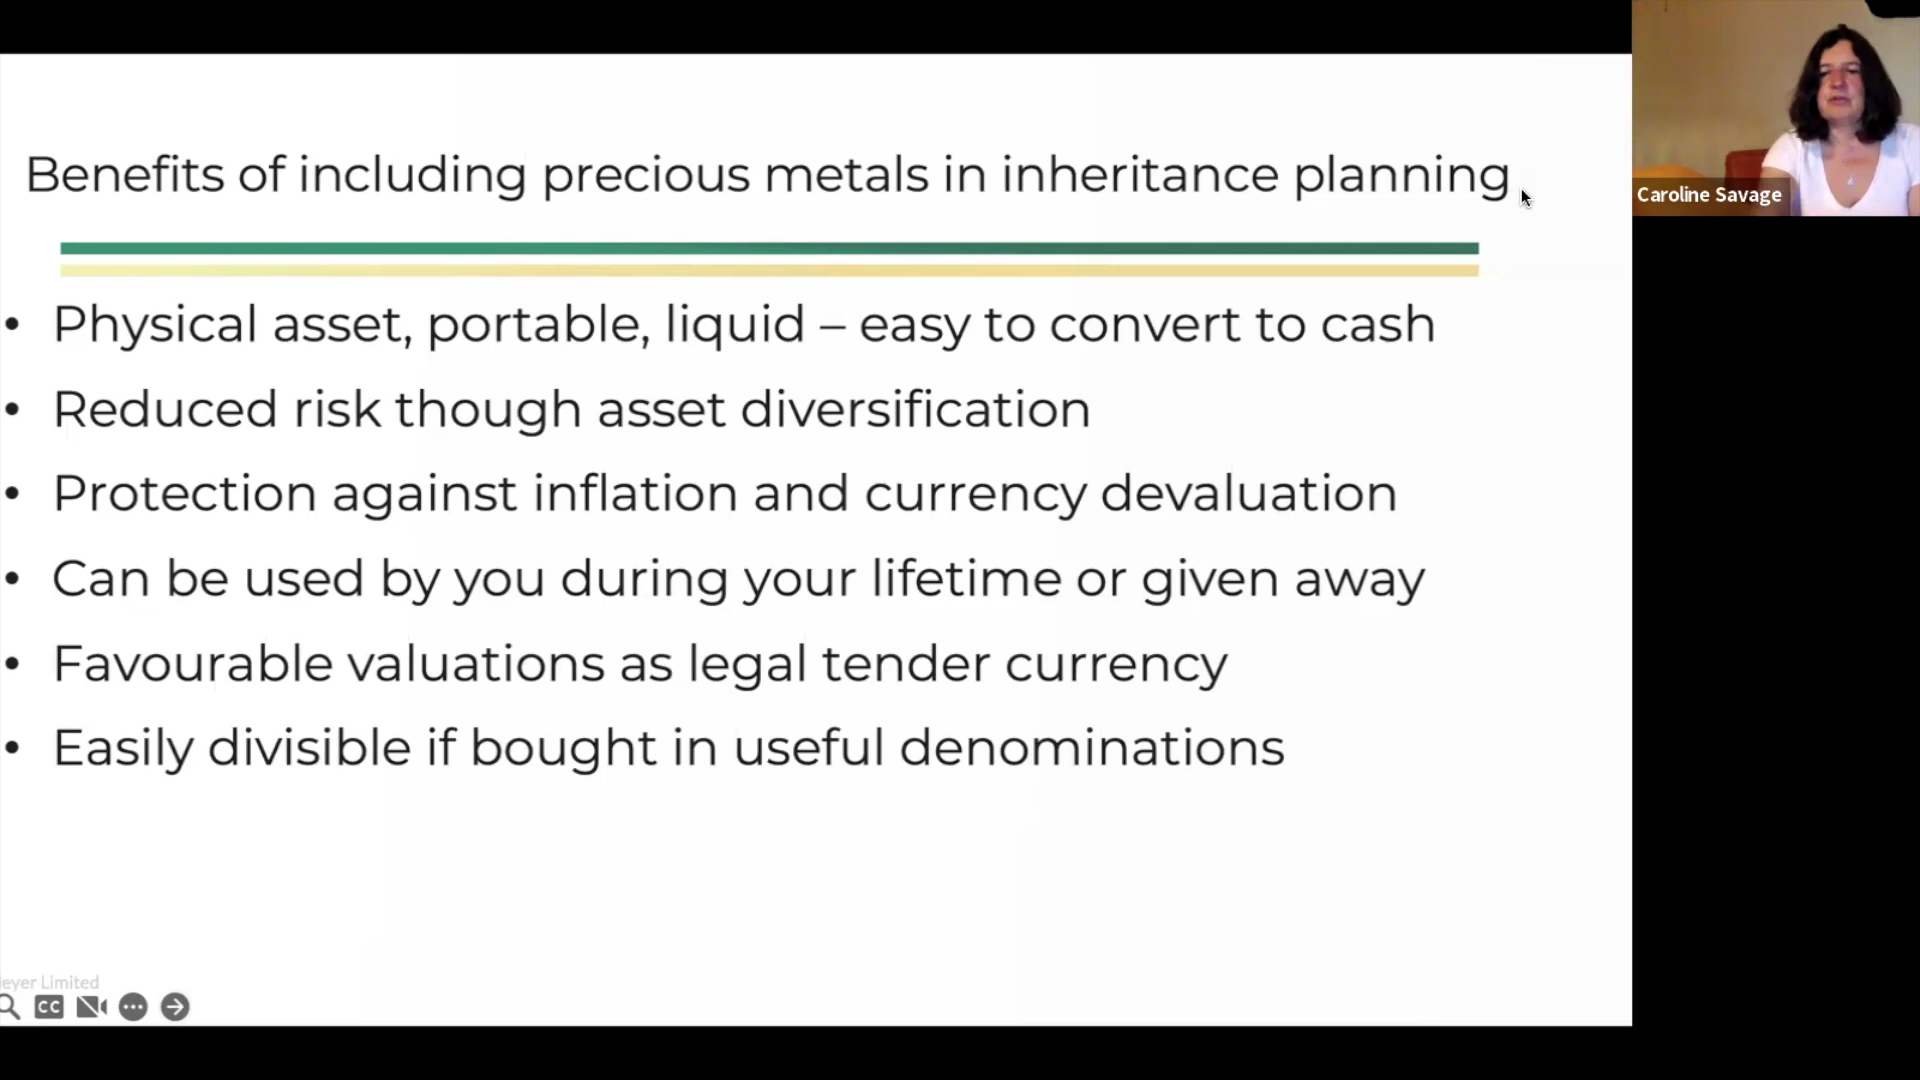 Benefits of including precious metals in inheritance planning
Caroline Savage
• Physical asset, portable, liquid – easy to convert to cash
• Reduced risk though asset diversification
• Protection against inflation and currency devaluation
• Can be used by you during your lifetime or given away
• Favourable valuations as legal tender currency
• Easily divisible if bought in useful denominations
eyer Limited
CC